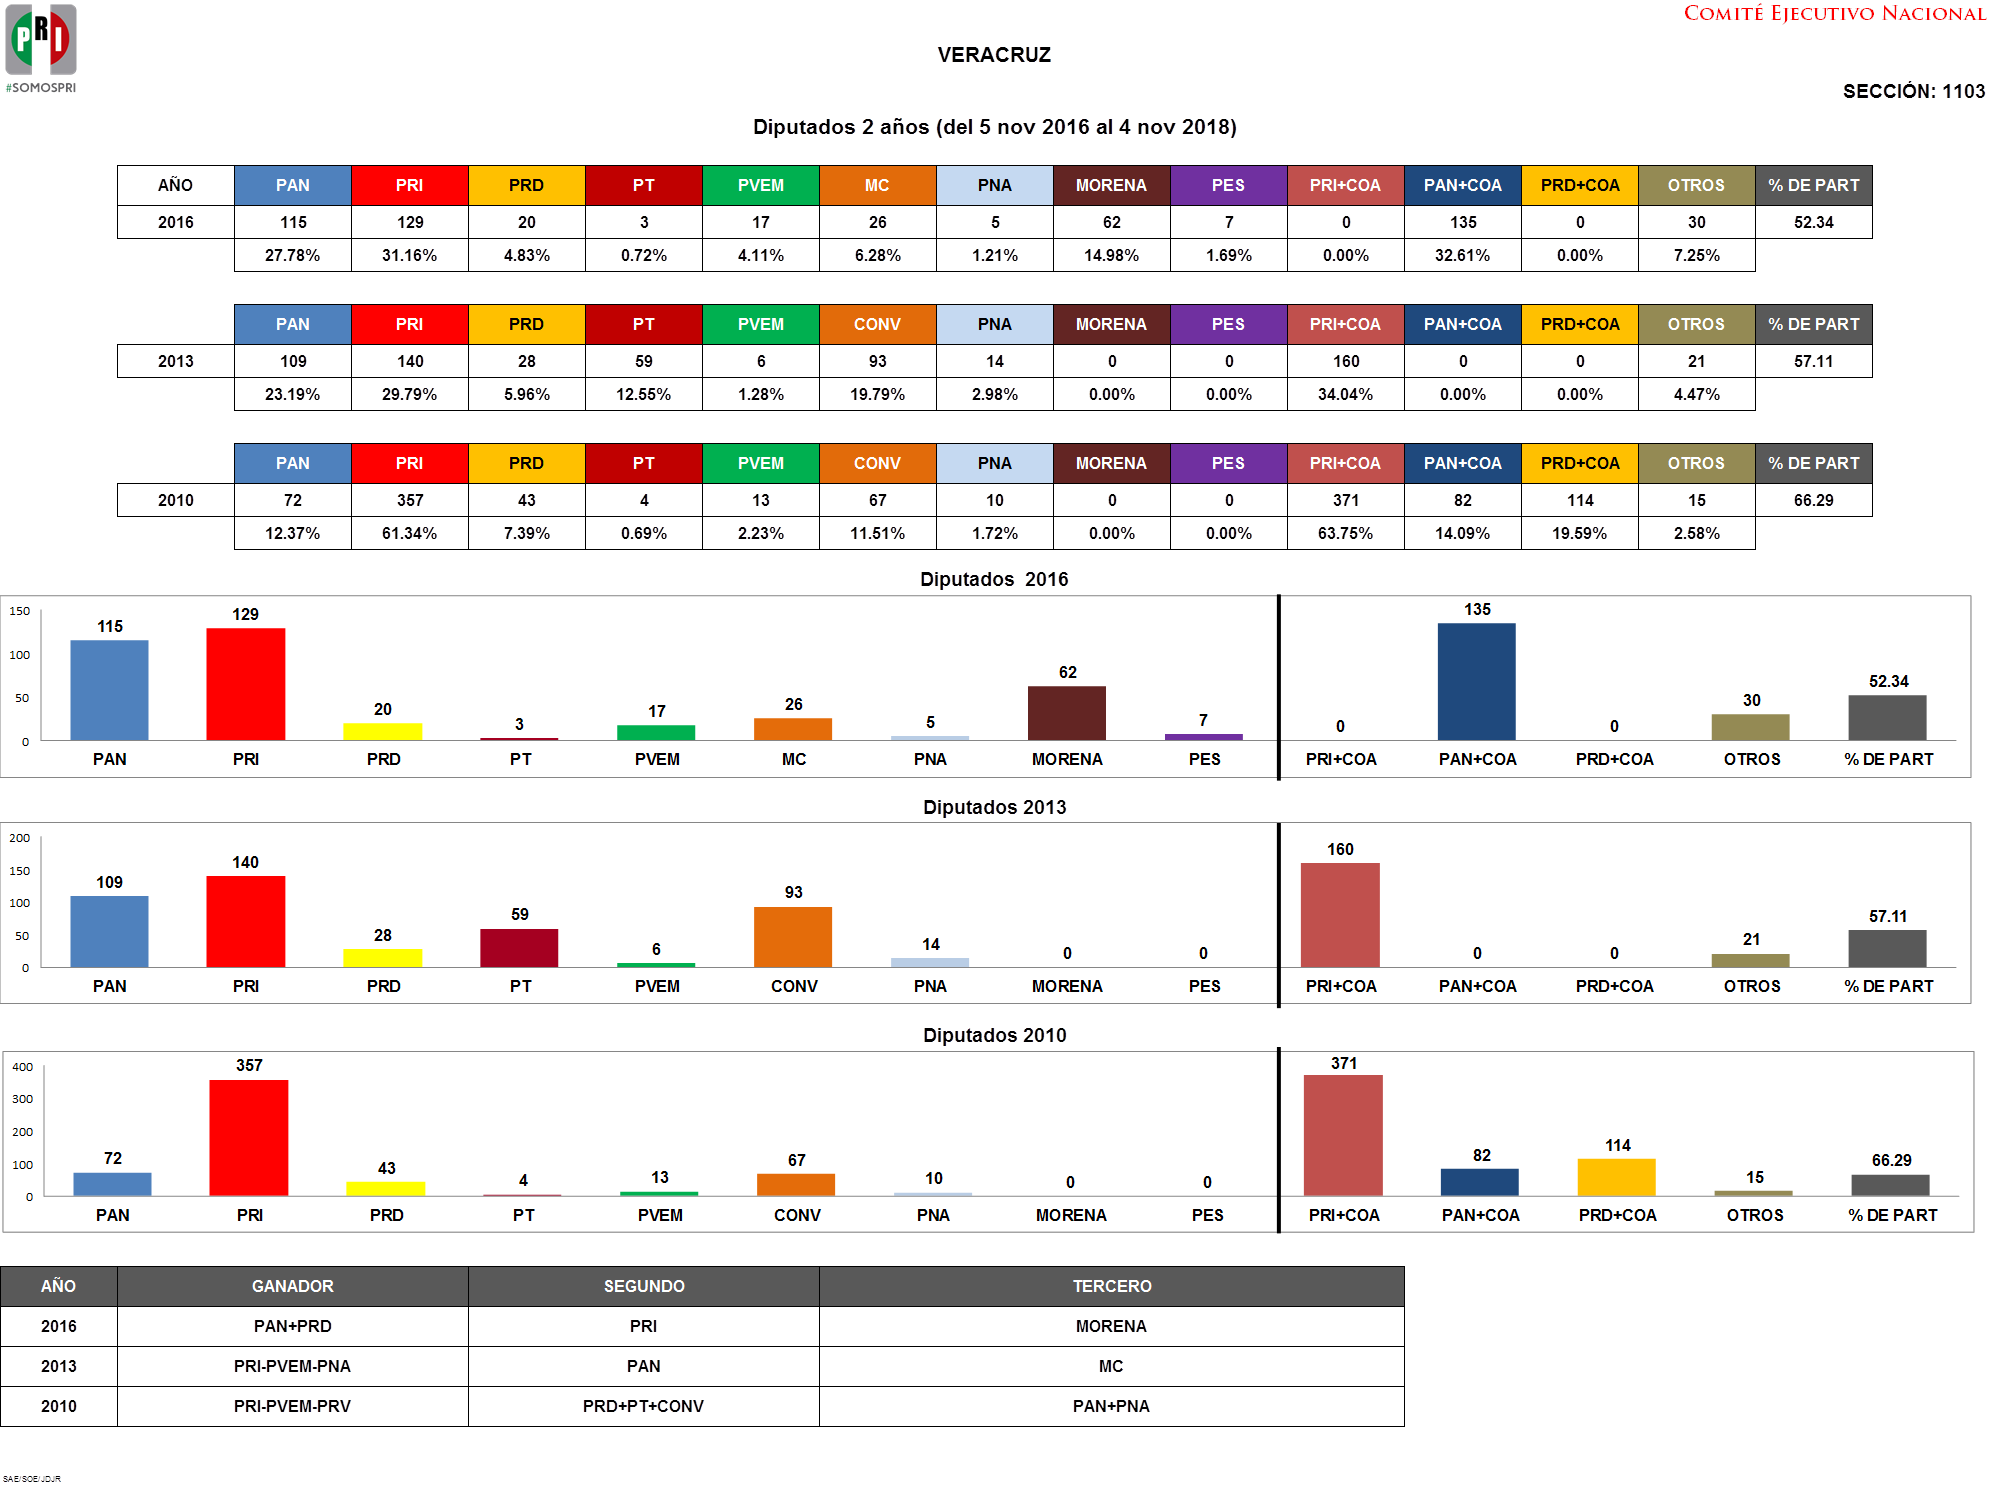 PRI
#SOMOSPRI
COMITÉ EJECUTIVO NACIONAL
VERACRUZ
SECCIÓN: 1103
Diputados 2 años (del 5 nov 2016 al 4 nov 2018)
AÑO PAN PRI PRD PT PVEM MC PNA MORENA PES PRI+COA PAN+COA PRD+COA OTROS % DE PART
2016 115 129 20 3 17 26 5 62 7 0 135 0 30 52.34
27.78% 31.16% 4.83% 0.72% 4.11% 6.28% 1.21% 14.98% 1.69% 0.00% 32.61% 0.00% 7.25%
PAN PRI PRD PT PVEM CONV PNA MORENA PES PRI+COA PAN+COA PRD+COA OTROS % DE PART
2013 109 140 28 59 6 93 14 0 0 160 0 0 21 57.11
23.19% 29.79% 5.96% 12.55% 1.28% 19.79% 2.98% 0.00% 0.00% 34.04% 0.00% 0.00% 4.47%
PAN PRI PRD PT PVEM CONV PNA MORENA PES PRI+COA PAN+COA PRD+COA OTROS % DE PART
2010 72 357 43 4 13 67 10 0 0 371 82 114 15 66.29
12.37% 61.34% 7.39% 0.69% 2.23% 11.51% 1.72% 0.00% 0.00% 63.75% 14.09% 19.59% 2.58%
Diputados 2016
150
100
50
0
115 129 20 3 17 26 5 62 7 0 135 0 30 52.34
PAN PRI PRD PT PVEM MC PNA MORENA PES PRI+COA PAN+COA PRD+COA OTROS % DE PART
Diputados 2013
200
150
100
50
0
109 140 28 59 6 93 14 0 0 160 0 0 21 57.11
PAN PRI PRD PT PVEM CONV PNA MORENA PES PRI+COA PAN+COA PRD+COA OTROS % DE PART
Diputados 2010
400
300
200
100
0
72 357 43 4 13 67 10 0 0 371 82 114 15 66.29
PAN PRI PRD PT PVEM CONV PNA MORENA PES PRI+COA PAN+COA PRD+COA OTROS % DE PART
AÑO GANADOR SEGUNDO TERCERO
2016 PAN+PRD PRI MORENA
2013 PRI-PVEM-PNA PAN MC
2010 PRI-PVEM-PRV PRD+PT+CONV PAN+PNA
SAE/SOE/JDJR